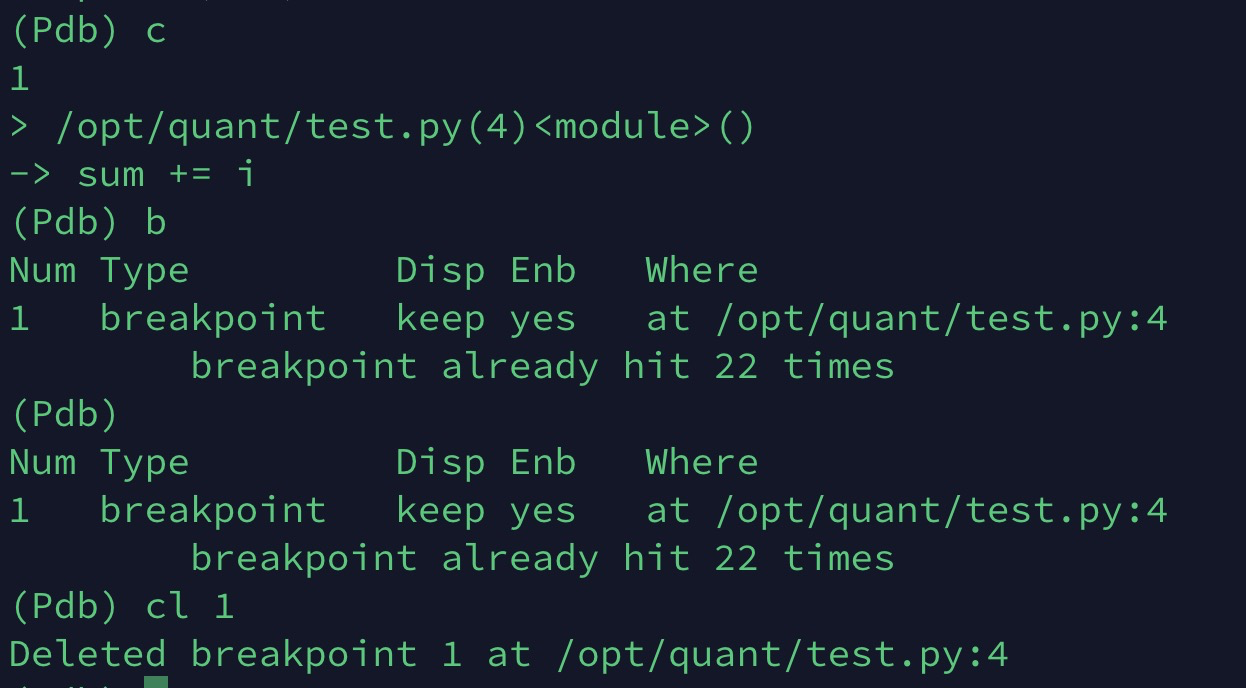 (Pdb) c
1
> /opt/quant/test.py(4)<module>()
-> sum += i
(Pdb) b
Num Type         Disp Enb   Where
1   breakpoint   keep yes   at /opt/quant/test.py:4
        breakpoint already hit 22 times
(Pdb)
Num Type         Disp Enb   Where
1   breakpoint   keep yes   at /opt/quant/test.py:4
        breakpoint already hit 22 times
(Pdb) cl 1
Deleted breakpoint 1 at /opt/quant/test.py:4